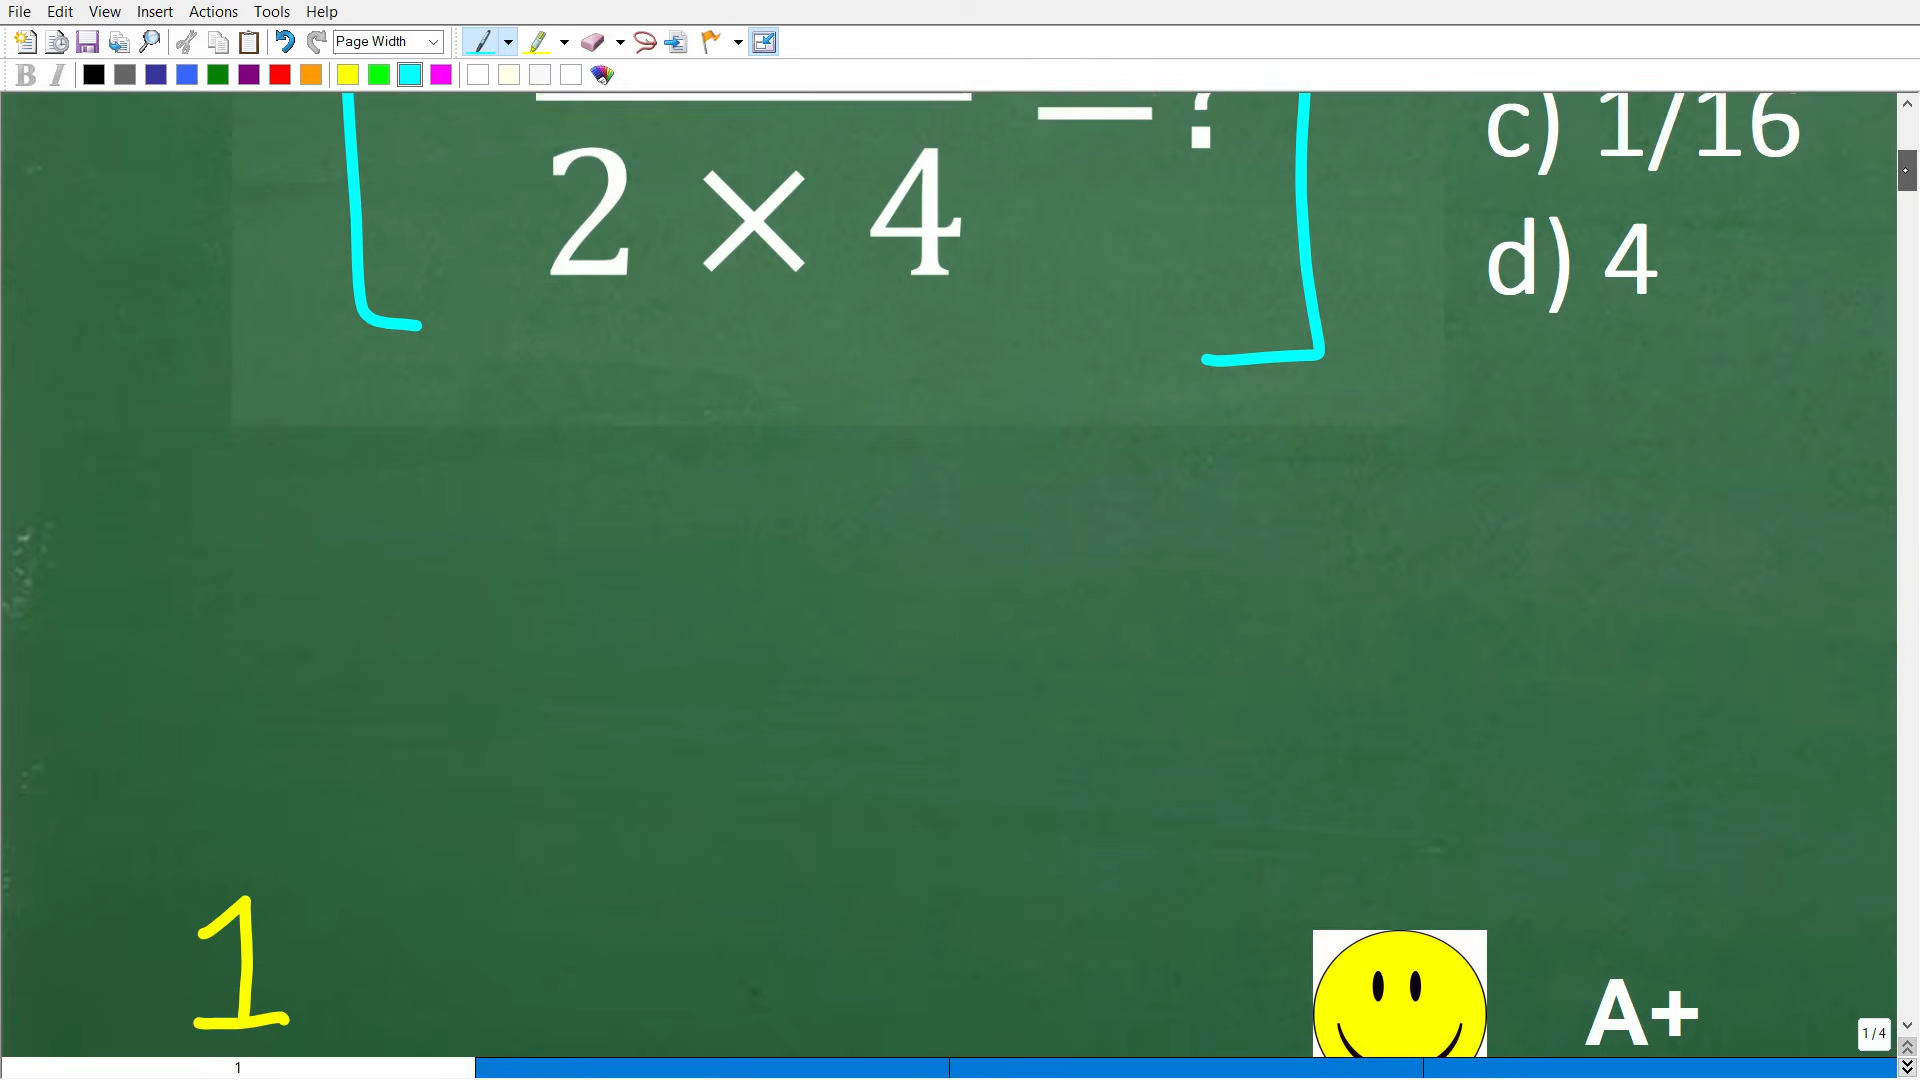 File Edit View Insert Actions Tools Help
Page Width
B I
= ?
2 × 4
c) 1/16
d) 4
1
A+
1 / 4
1